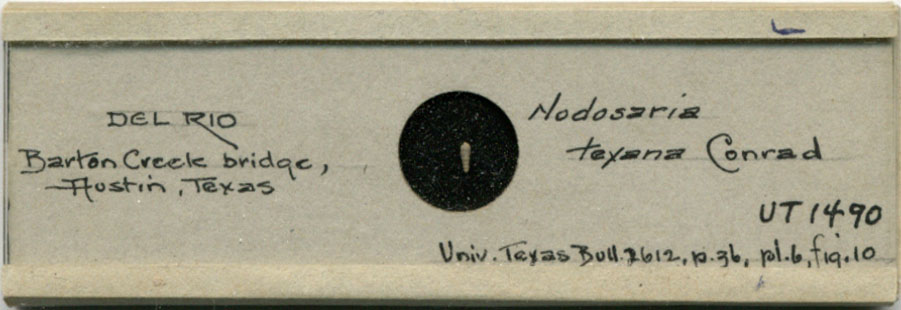 DEL RIO
Barton Creek bridge,
Austin, Texas
Nodosaria
texana Conrad
UT 1490
Univ. Texas Bull. 2612, p.36, pl.6, fig.10